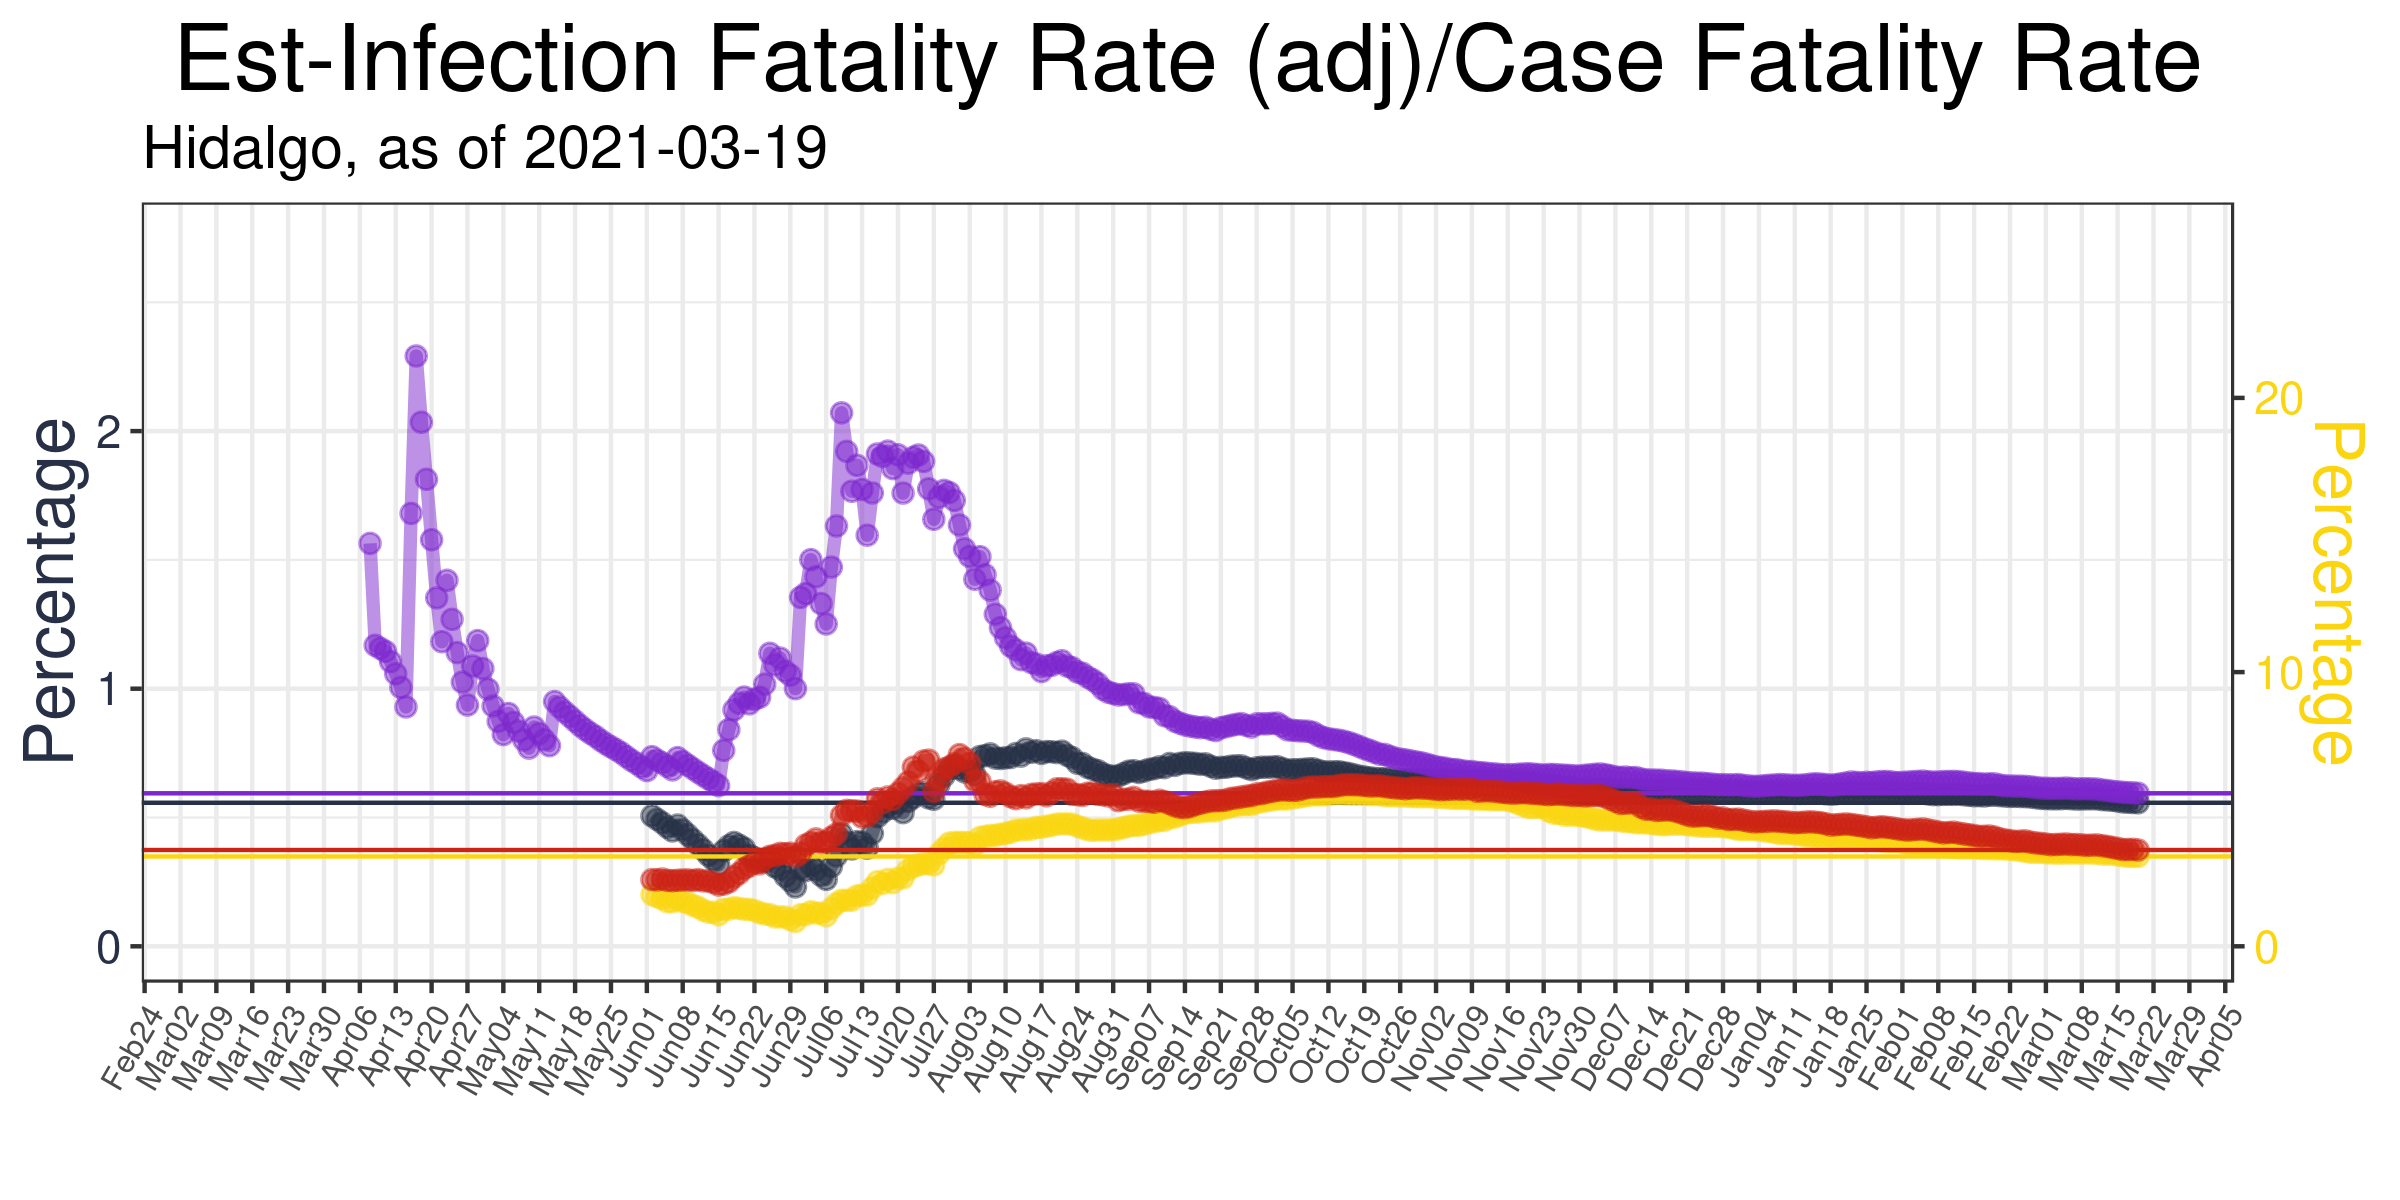 Est-Infection Fatality Rate (adj)/Case Fatality Rate
Hidalgo, as of 2021-03-19
Percentage
2
1
0
20
10
0
Percentage
Feb24
Mar02
Mar09
Mar16
Mar23
Mar30
Apr06
Apr13
Apr20
Apr27
May04
May11
May18
May25
Jun01
Jun08
Jun15
Jun22
Jun29
Jul06
Jul13
Jul20
Jul27
Aug03
Aug10
Aug17
Aug24
Aug31
Sep07
Sep14
Sep21
Sep28
Oct05
Oct12
Oct19
Oct26
Nov02
Nov09
Nov16
Nov23
Nov30
Dec07
Dec14
Dec21
Dec28
Jan04
Jan11
Jan18
Jan25
Feb01
Feb08
Feb15
Feb22
Mar01
Mar08
Mar15
Mar22
Mar29
Apr05